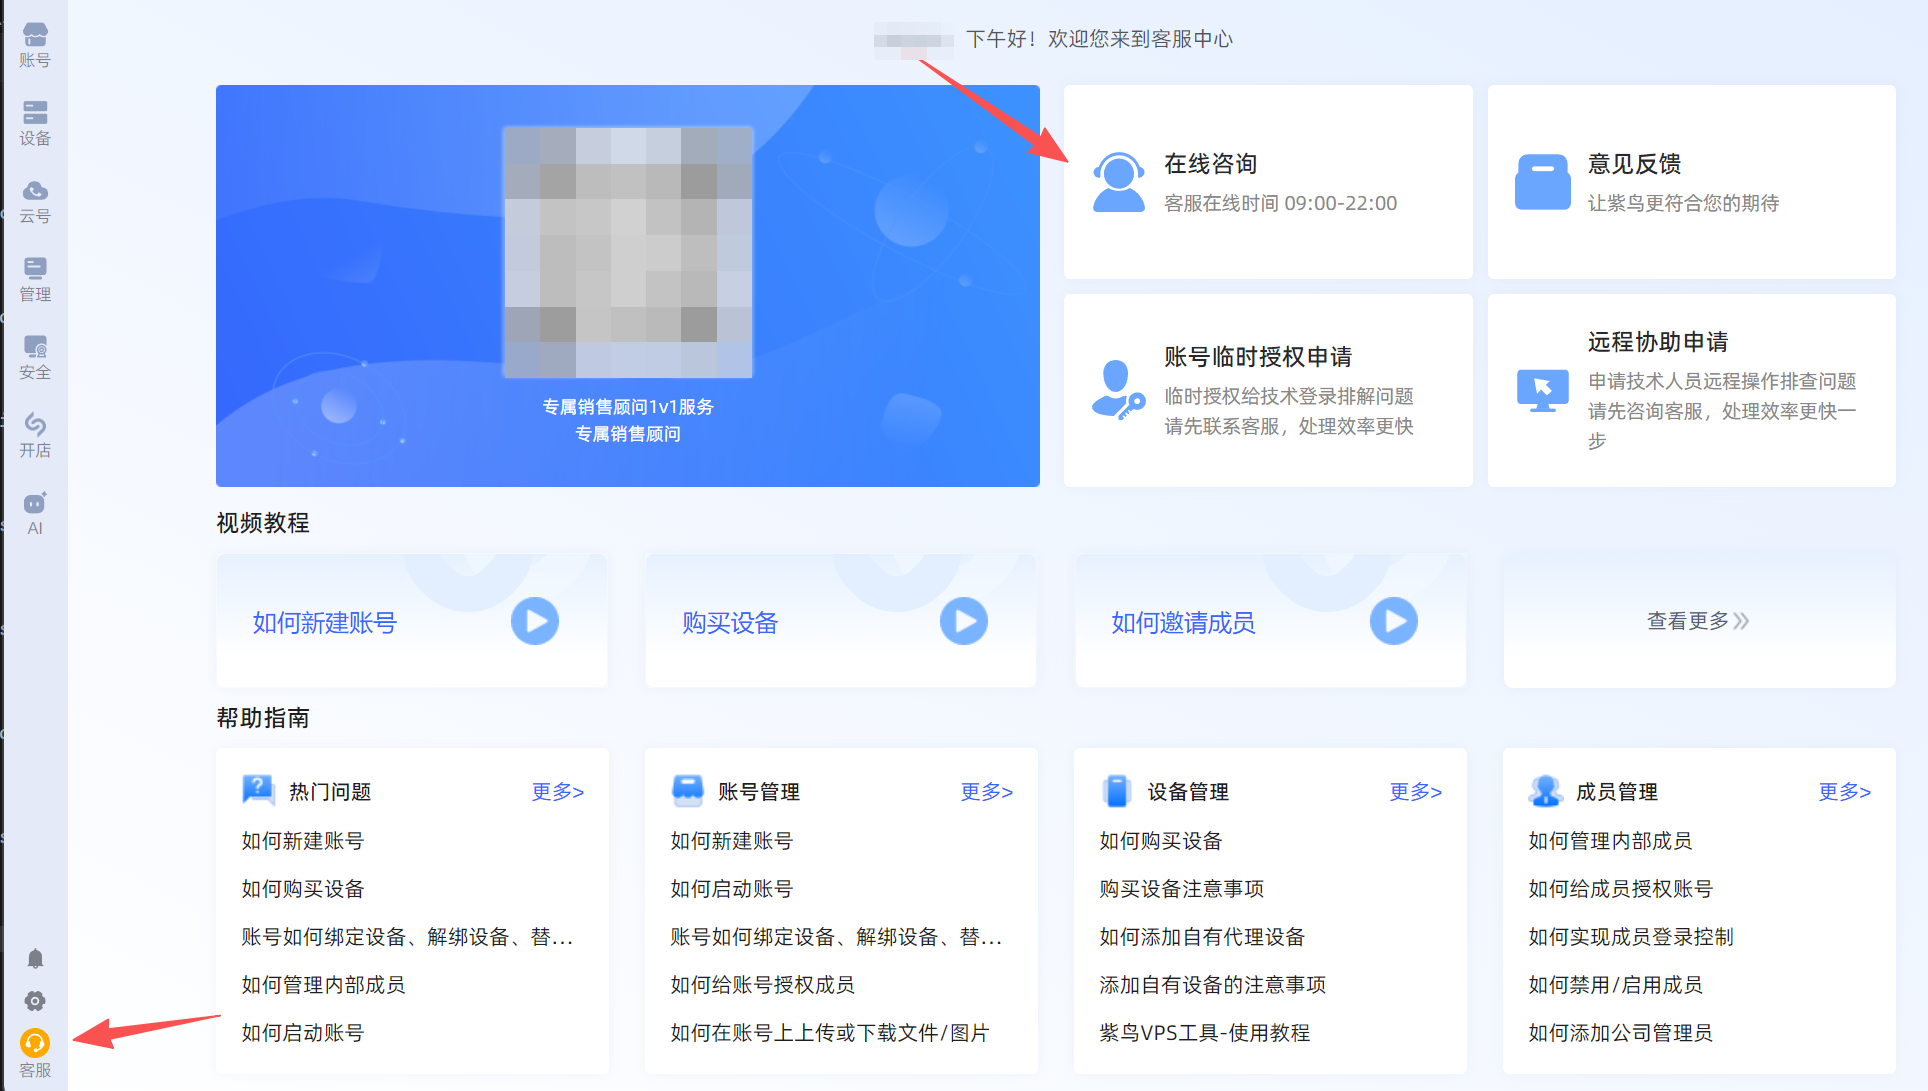 账号
设备
云号
管理
安全
开店
AI
客服
下午好！欢迎您来到客服中心
专属销售顾问1v1服务
专属销售顾问
在线咨询
客服在线时间 09:00-22:00
意见反馈
让紫鸟更符合您的期待
账号临时授权申请
临时授权给技术登录排解问题
请先联系客服，处理效率更快
远程协助申请
申请技术人员远程操作排查问题
请先咨询客服，处理效率更快一
步
视频教程
如何新建账号
购买设备
如何邀请成员
查看更多
帮助指南
热门问题
更多>
如何新建账号
如何购买设备
账号如何绑定设备、解绑设备、替...
如何管理内部成员
如何启动账号
账号管理
更多>
如何新建账号
如何启动账号
账号如何绑定设备、解绑设备、替...
如何给账号授权成员
如何在账号上上传或下载文件/图片
设备管理
更多>
如何购买设备
购买设备注意事项
如何添加自有代理设备
添加自有设备的注意事项
紫鸟VPS工具-使用教程
成员管理
更多>
如何管理内部成员
如何给成员授权账号
如何实现成员登录控制
如何禁用/启用成员
如何添加公司管理员